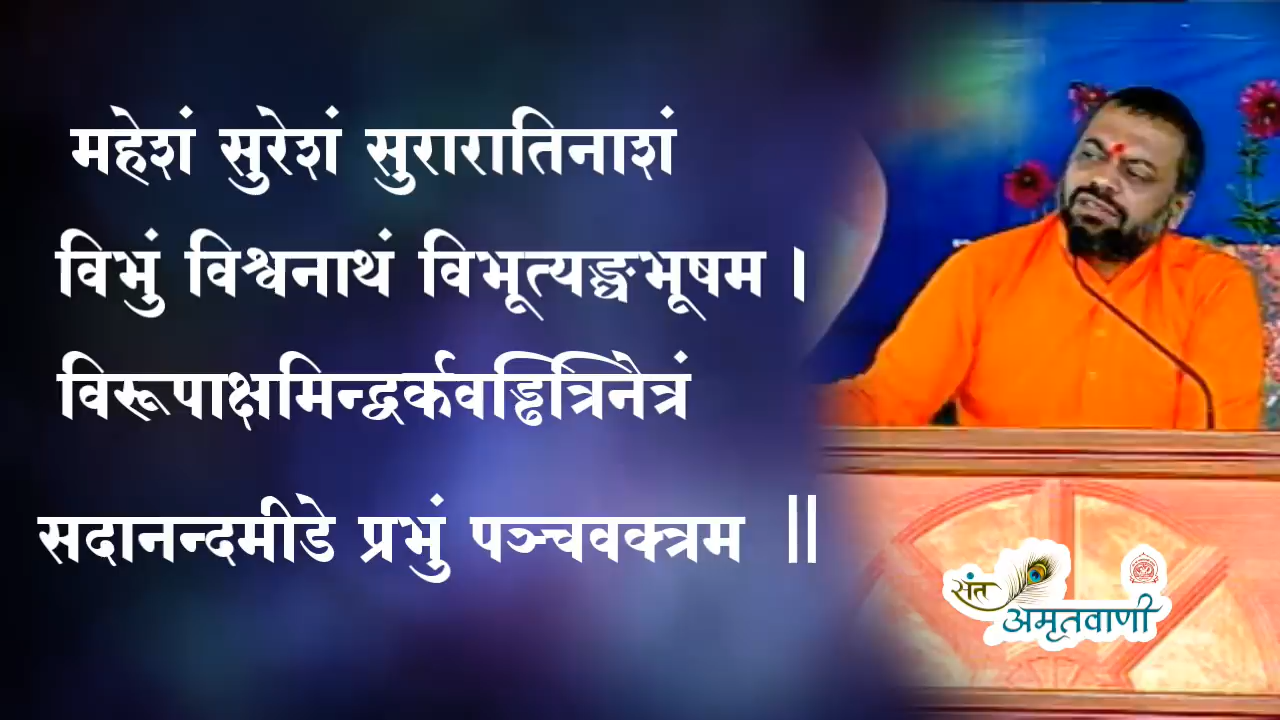 महेशं सुरेशं सुरारातिनाशं
विभुं विश्वनाथं विभूत्यङ्गभूषम ।
विरूपाक्षमिन्द्वर्कवह्नित्रिनेत्रं
सदानन्दमीडे प्रभुं पञ्चवक्त्रम ॥
संत
अमृतवाणी